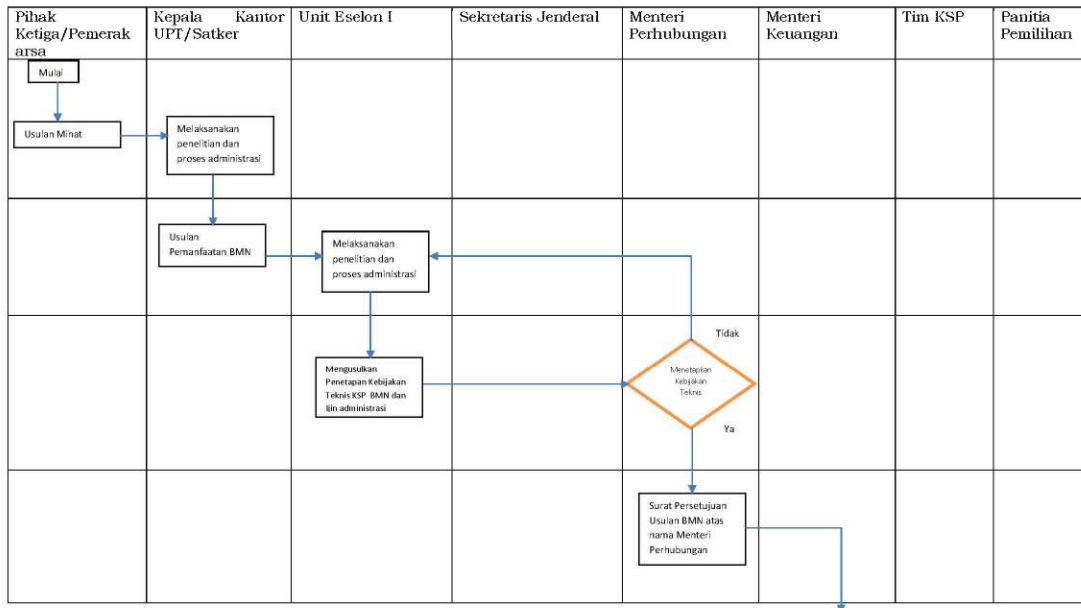 Pihak
Ketiga/Pemerak
arsa
Kepala Kantor
UPT/Satker
Unit Eselon I
Sekretaris Jenderal
Menteri
Perhubungan
Menteri
Keuangan
Tim KSP
Panitia
Pemilihan
Mulai
Usulan Minat
Melaksanakan
penelitian dan
proses administrasi
Usulan
Pemanfaatan BMN
Melaksanakan
penelitian dan
proses administrasi
Tidak
Mengusulkan
Penetapan Kebijakan
Teknis KSP BMN dan
Ijin administrasi
Menetapkan
Kebijakan
Teknis
Ya
Surat Persetujuan
Usulan BMN atas
nama Menteri
Perhubungan